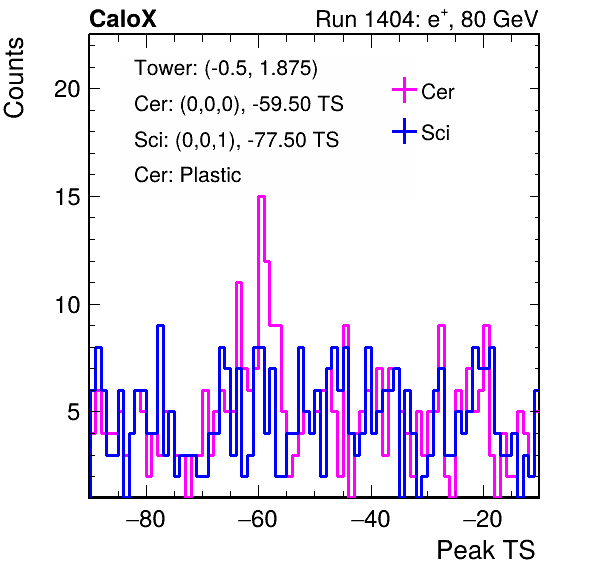 CaloX
Run 1404: e+, 80 GeV
Counts
Tower: (-0.5, 1.875)
Cer: (0,0,0), -59.50 TS
Sci: (0,0,1), -77.50 TS
Cer: Plastic
Cer
Sci
20
15
10
5
−80
−60
−40
−20
Peak TS